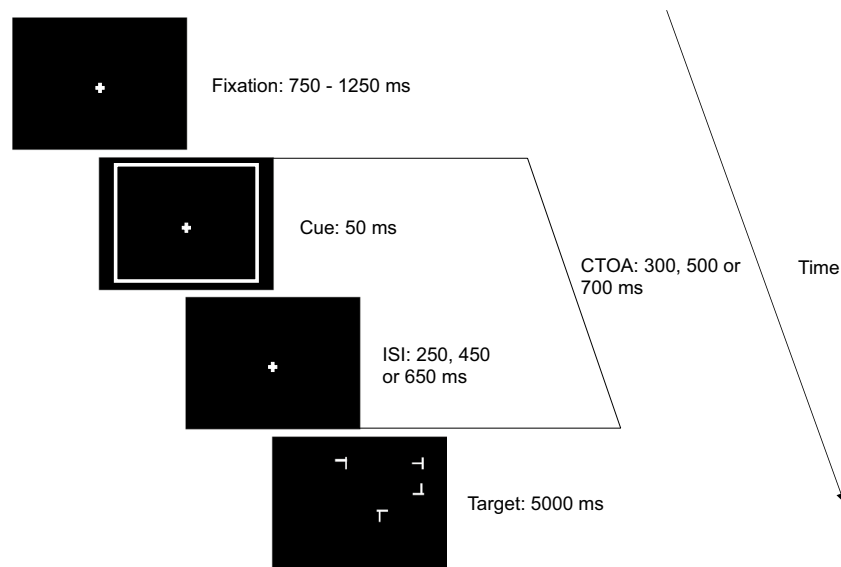 Fixation: 750 - 1250 ms
Cue: 50 ms
CTOA: 300, 500 or
700 ms
Time
ISI: 250, 450
or 650 ms
Target: 5000 ms